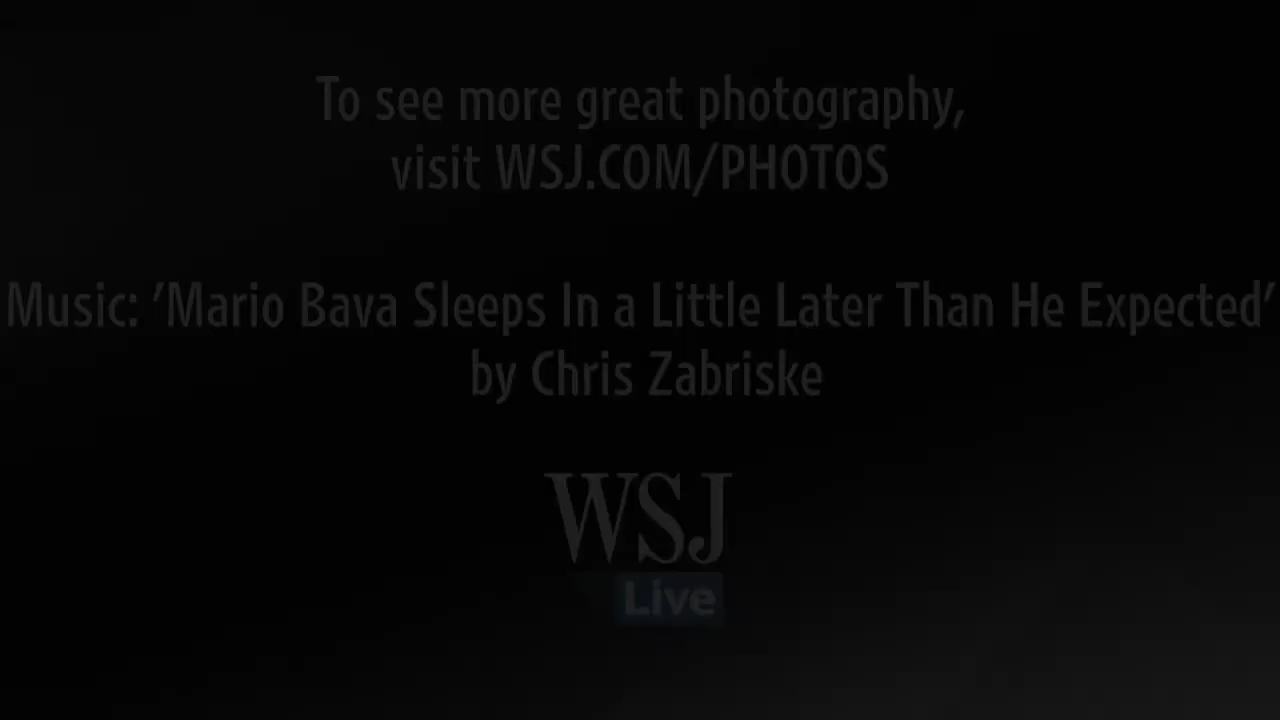 To see more great photography,
visit WSJ.COM/PHOTOS
Music: 'Mario Bava Sleeps In a Little Later Than He Expected'
by Chris Zabriske
WSJ
Live